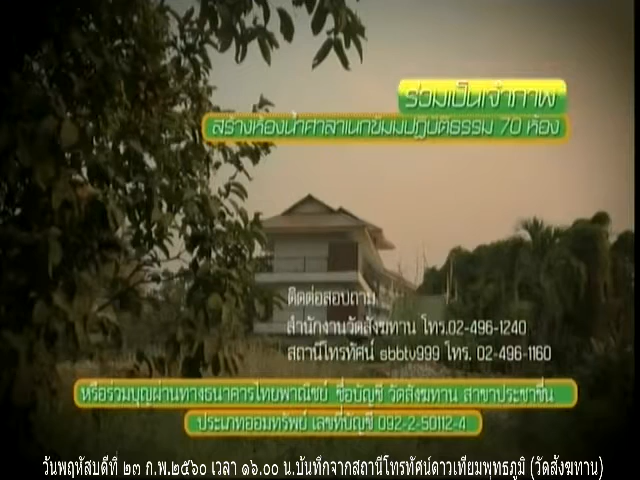 ร่วมเป็นเจ้าภาพ
สร้างห้องน้ำศาลาเนกขัมมปฏิบัติธรรม 70 ห้อง
ติดต่อสอบถาม
สำนักงานวัดสังฆทาน โทร.02-496-1240
สถานีโทรทัศน์ sbbtv999 โทร. 02-496-1160
หรือร่วมบุญผ่านทางธนาคารไทยพาณิชย์ ชื่อบัญชี วัดสังฆทาน สาขาประชาชื่น
ประเภทออมทรัพย์ เลขที่บัญชี 092-2-50112-4
วันพฤหัสบดีที่ ๒๓ ก.พ.๒๕๖๐ เวลา ๑๖.๐๐ น.บันทึกจากสถานีโทรทัศน์ดาวเทียมพุทธภูมิ (วัดสังฆทาน)